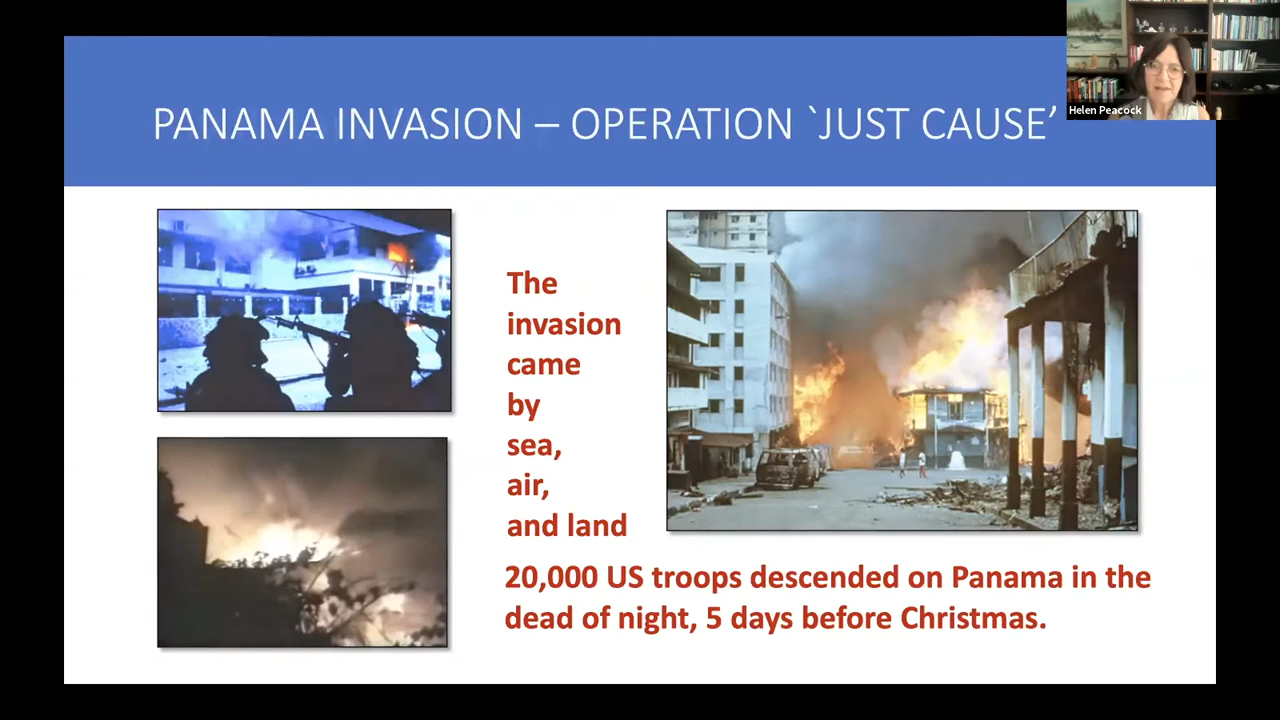 Helen Peacock
PANAMA INVASION – OPERATION `JUST CAUSE’
The
invasion
came
by
sea,
air,
and land
20,000 US troops descended on Panama in the
dead of night, 5 days before Christmas.